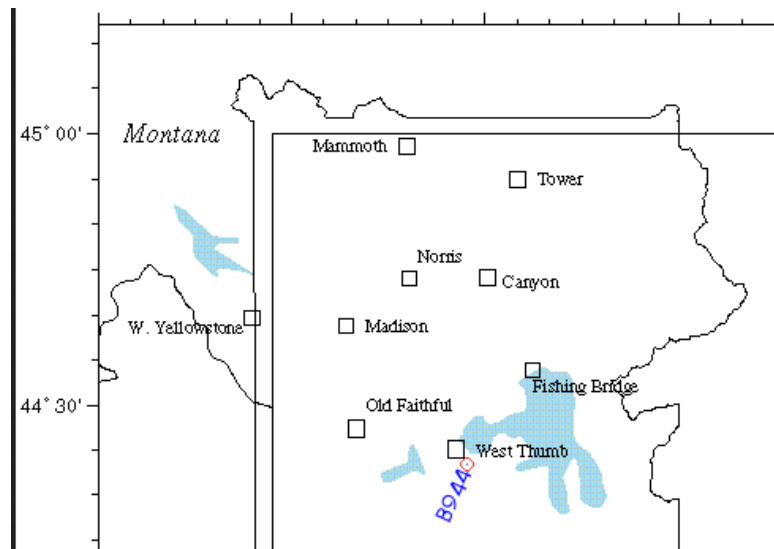 45° 00'
Montana
Mammoth
Tower
Norris
Canyon
W. Yellowstone
Madison
Fishing Bridge
44° 30'
Old Faithful
West Thumb
B944